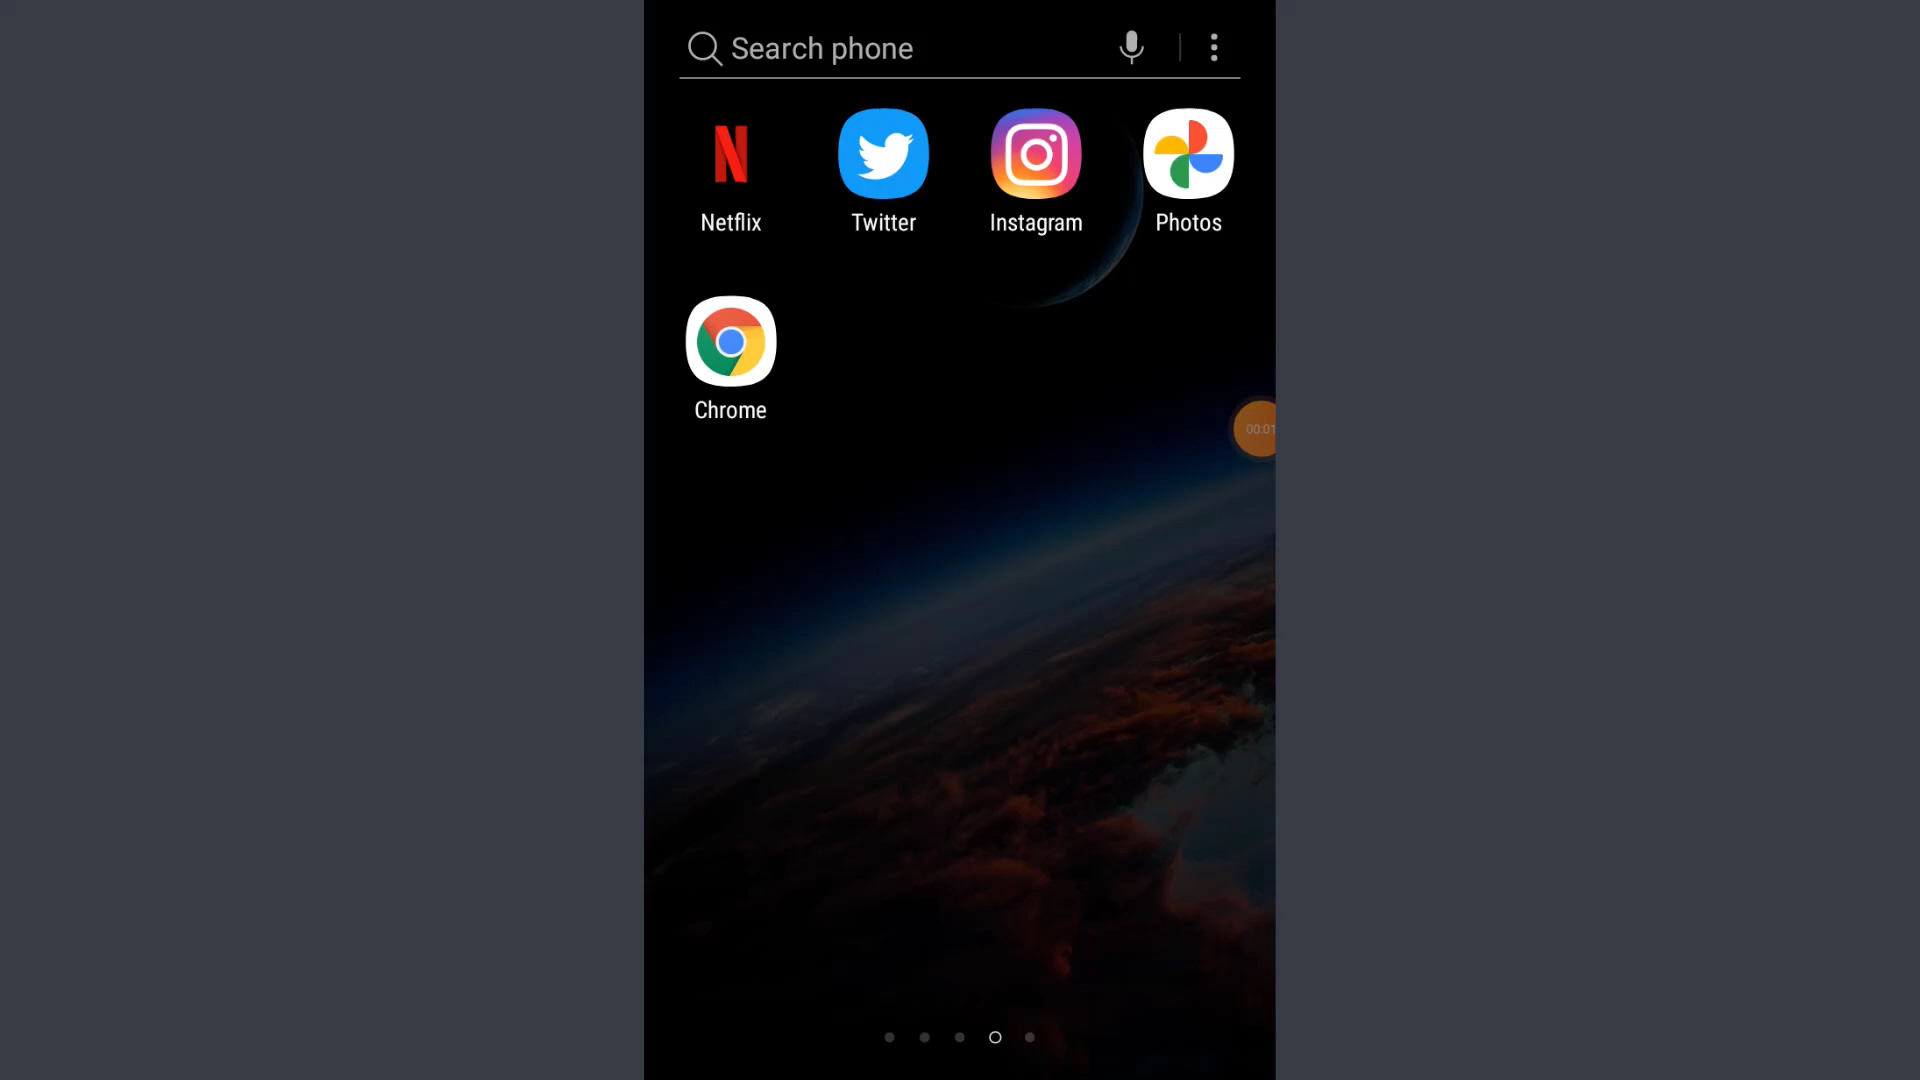 Search phone
Netflix
Twitter
Instagram
Photos
Chrome
00:01